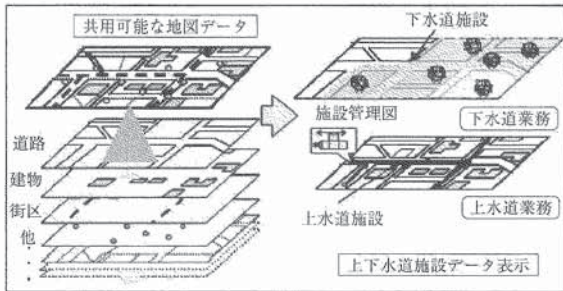 共用可能な地図データ
道路
建物
街区
他
下水道施設
施設管理図
下水道業務
上水道施設
上水道業務
上下水道施設データ表示